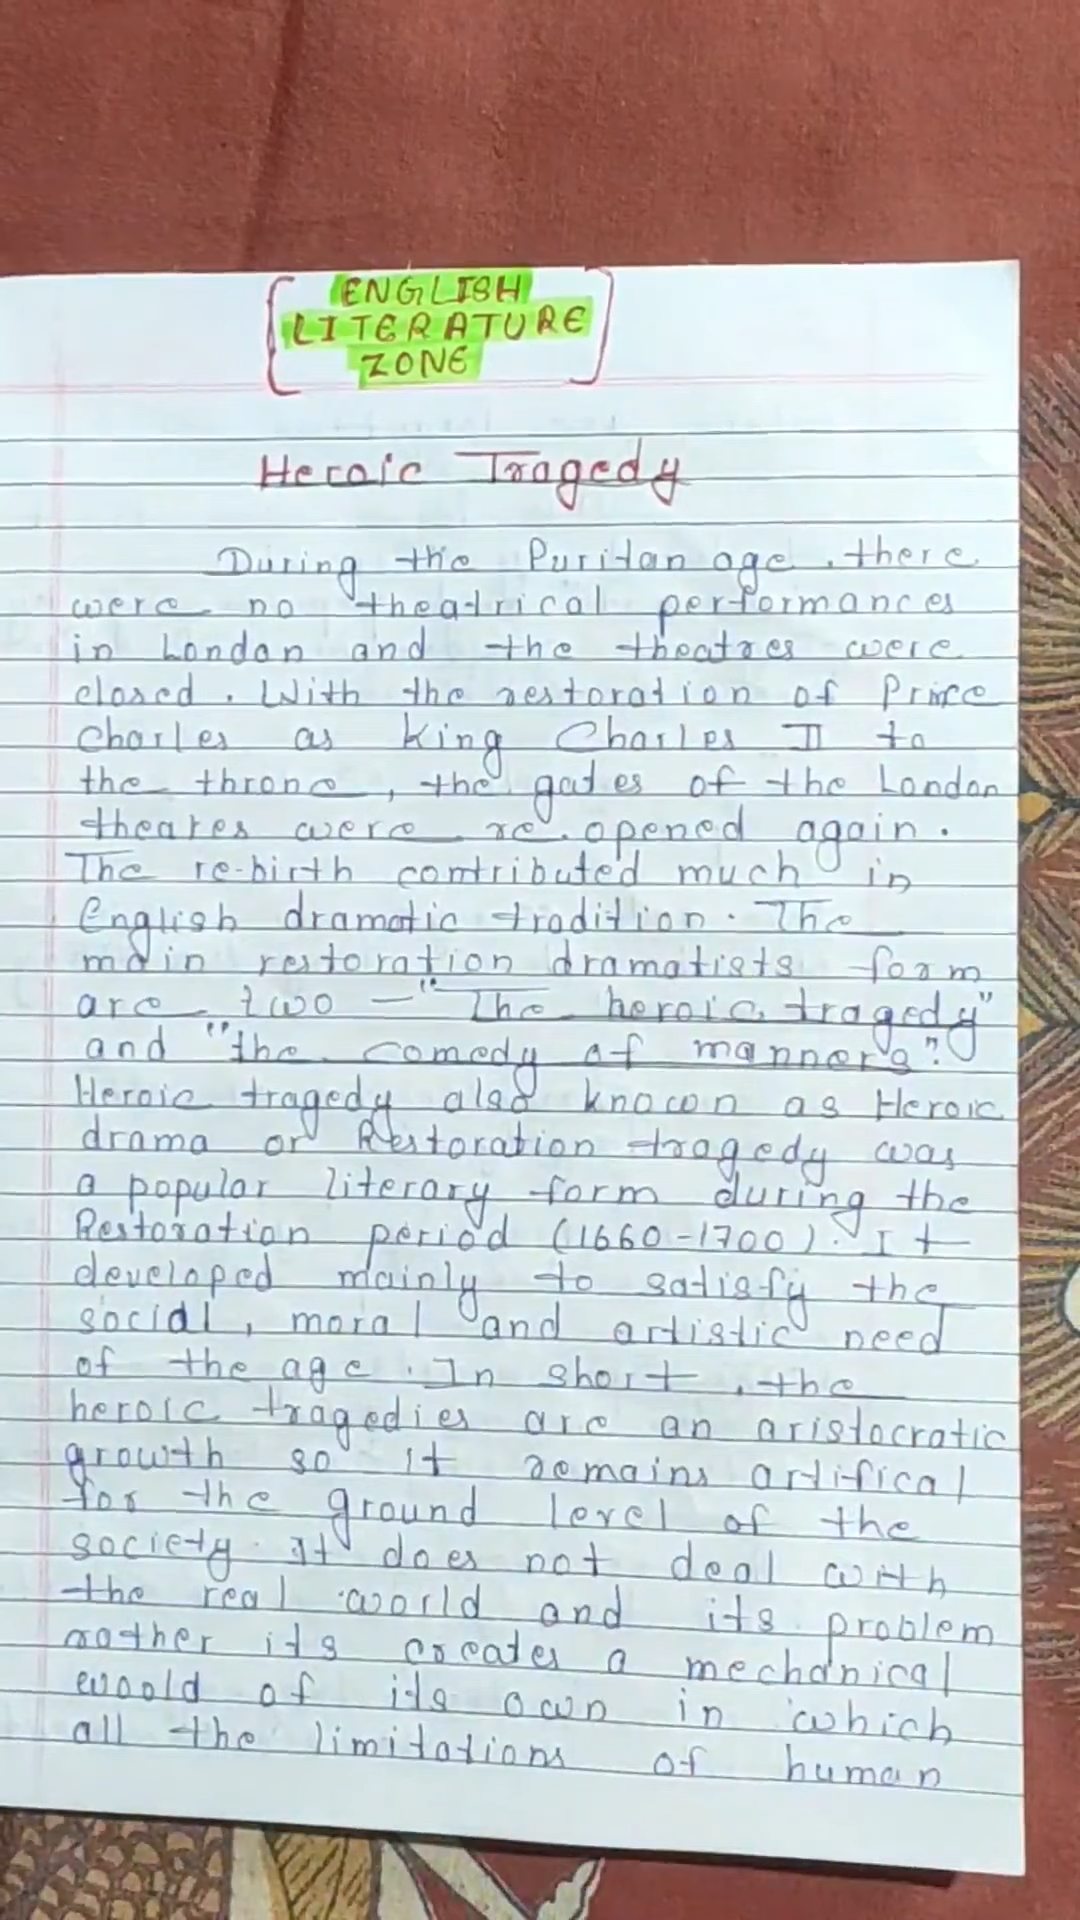 ENGLISH
LITERATURE
ZONE
Heroic Tragedy
During the Puritan age, there
were no theatrical performances
in London and the theatres were
closed. With the restoration of Prince
Charles as King Charles II to
the throne, the gates of the London
theares were re.opened again.
The re-birth contributed much in
English dramatic tradition. The
main restoration dramatists form
are two - "The heroic tragedy"
and "the comedy of manners".
Heroic tragedy also known as Heroic
drama or Restoration tragedy was
a popular literary form during the
Restoration period (1660-1700). It
developed mainly to satisfy the
social, moral and artistic need
of the age. In short, the
heroic tragedies are an aristocratic
growth so it remains artifical
for the ground level of the
society. It does not deal with
the real world and its problem
rather its creates a mechanical
woold of its own in which
all the limitations of human